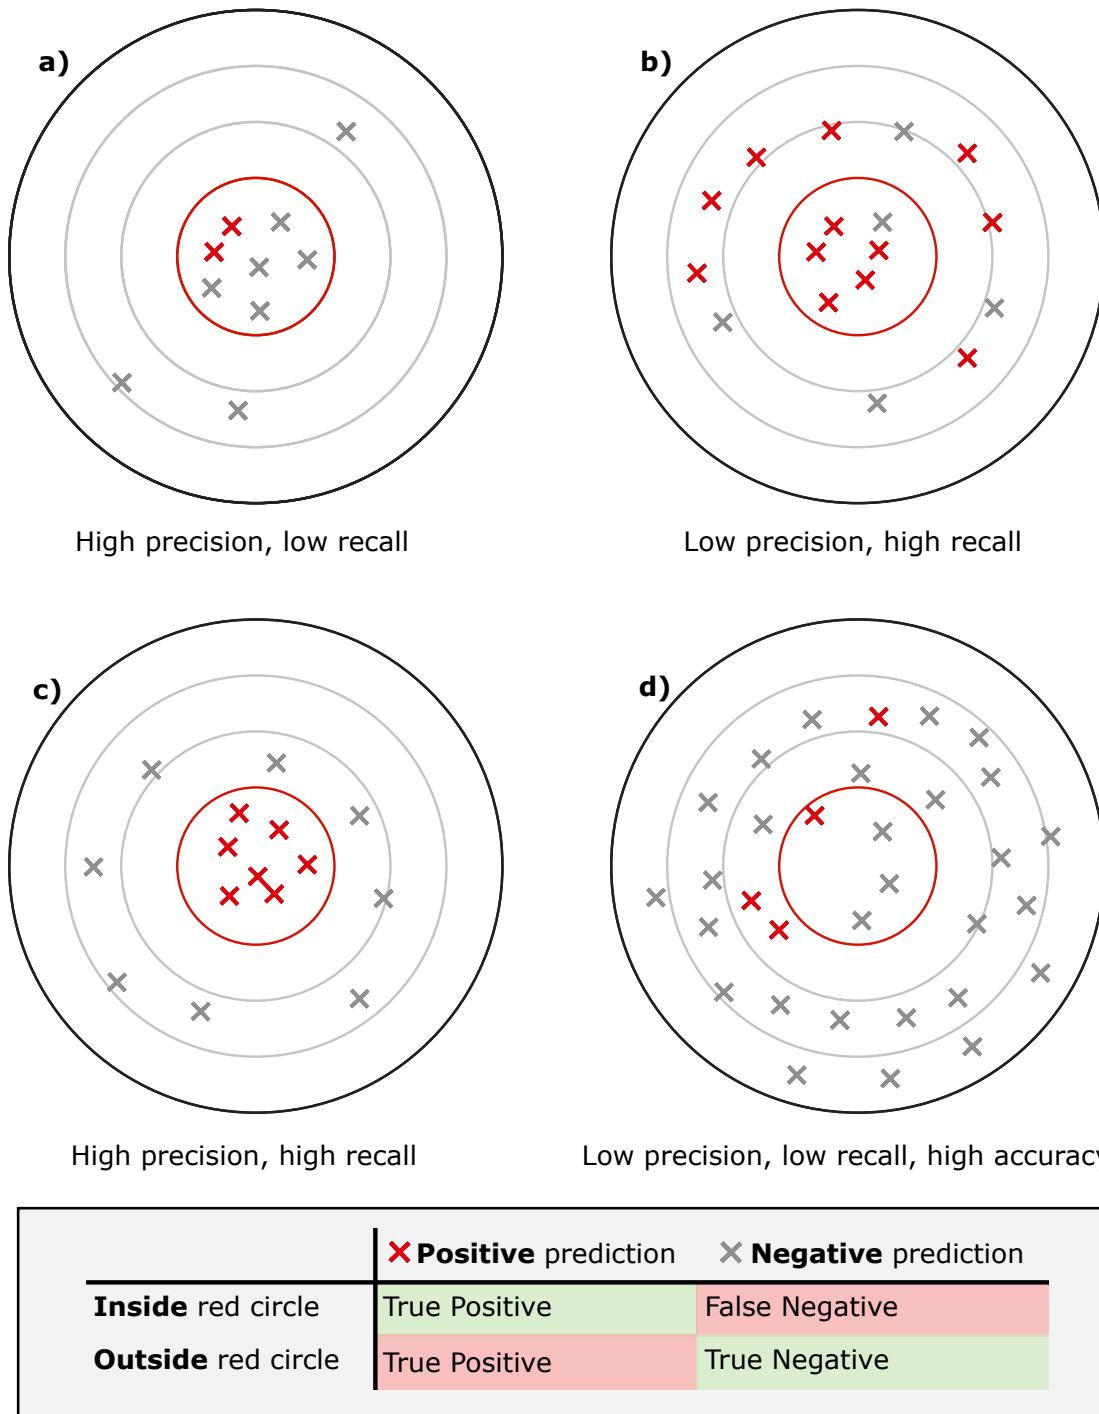 a)
b)
High precision, low recall
Low precision, high recall
c)
d)
High precision, high recall
Low precision, low recall, high accuracy
Positive prediction
Negative prediction
Inside red circle
True Positive
False Negative
Outside red circle
True Positive
True Negative